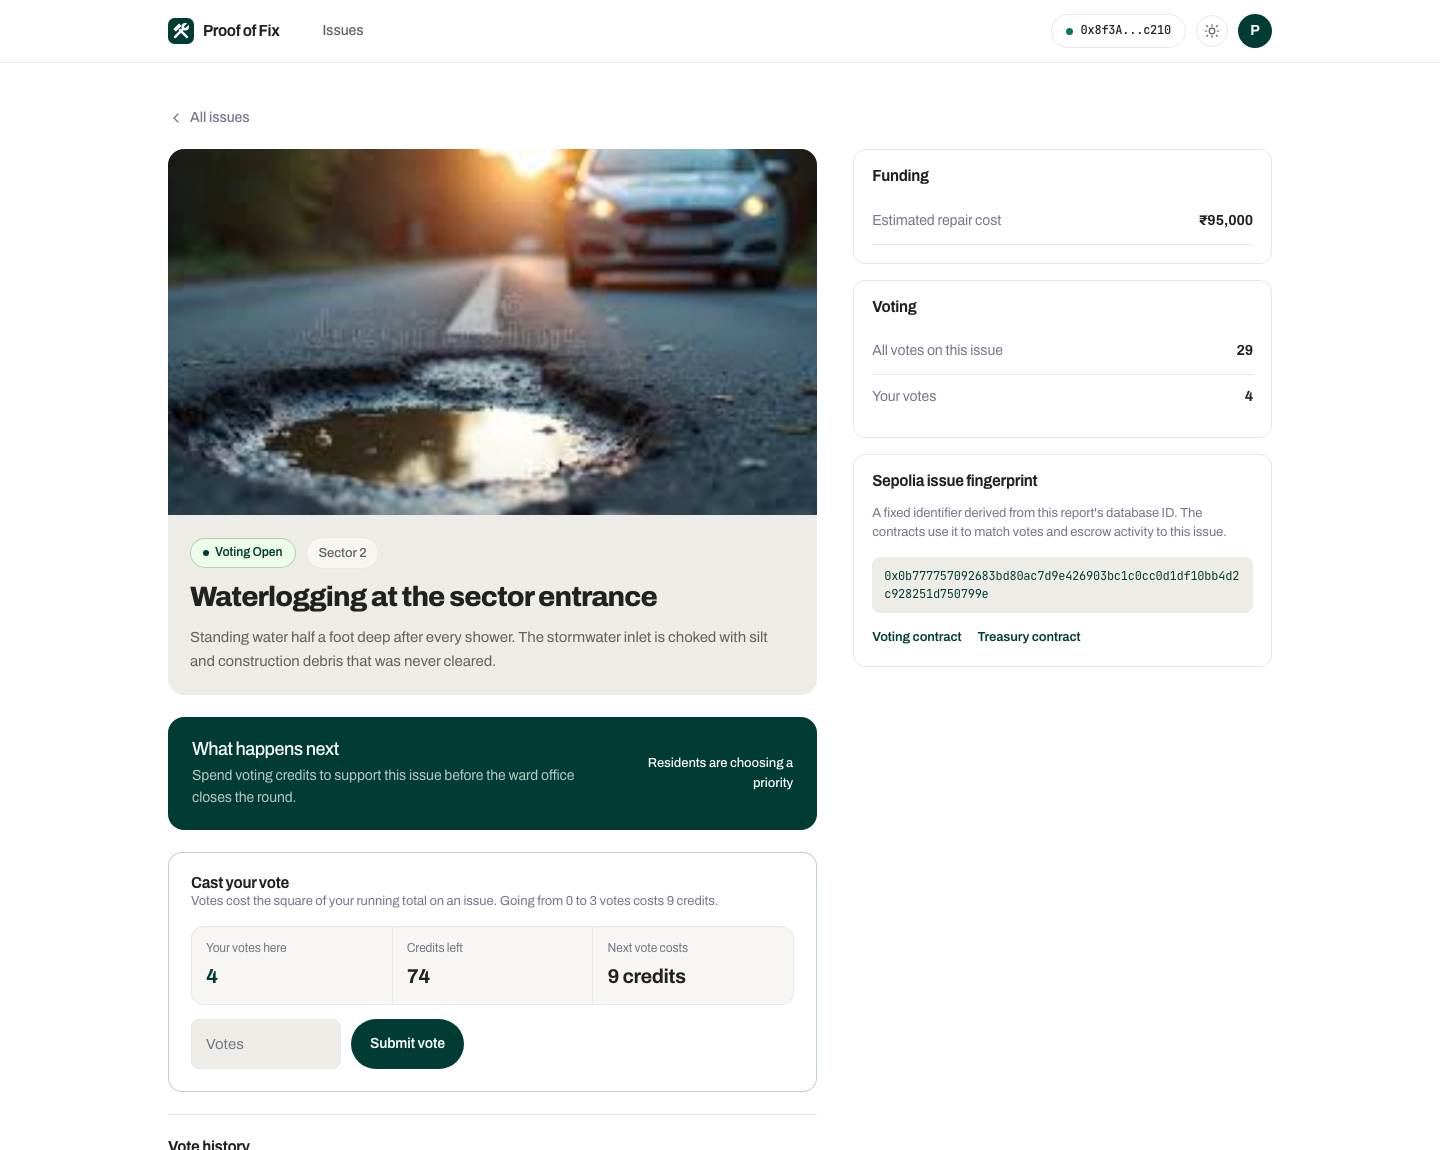 Proof of Fix
Issues
0x8f3A...c210
P
All issues
Voting Open
Sector 2
Waterlogging at the sector entrance
Standing water half a foot deep after every shower. The stormwater inlet is choked with silt
and construction debris that was never cleared.
What happens next
Spend voting credits to support this issue before the ward office
closes the round.
Residents are choosing a
priority
Cast your vote
Votes cost the square of your running total on an issue. Going from 0 to 3 votes costs 9 credits.
Your votes here
4
Credits left
74
Next vote costs
9 credits
Votes
Submit vote
Vote history
Funding
Estimated repair cost
₹95,000
Voting
All votes on this issue
29
Your votes
4
Sepolia issue fingerprint
A fixed identifier derived from this report's database ID. The
contracts use it to match votes and escrow activity to this issue.
0x0b777757092683bd80ac7d9e426903bc1c0cc0d1df10bb4d2
c928251d750799e
Voting contract
Treasury contract